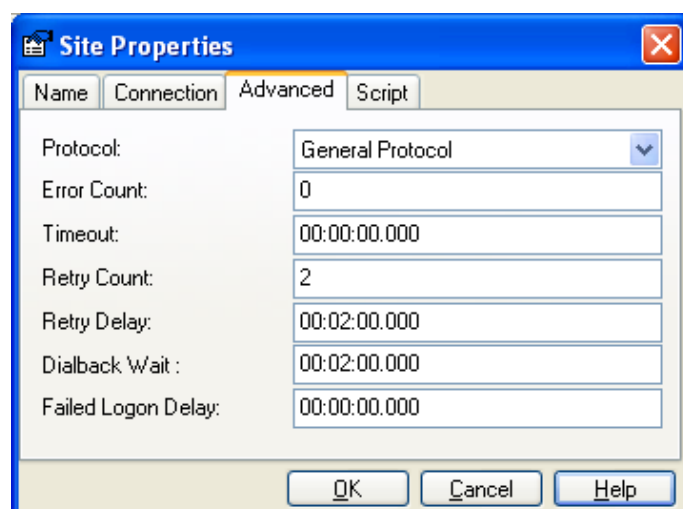 Site Properties
Name Connection Advanced Script
Protocol: General Protocol
Error Count: 0
Timeout: 00:00:00.000
Retry Count: 2
Retry Delay: 00:02:00.000
Dialback Wait : 00:02:00.000
Failed Logon Delay: 00:00:00.000
OK Cancel Help